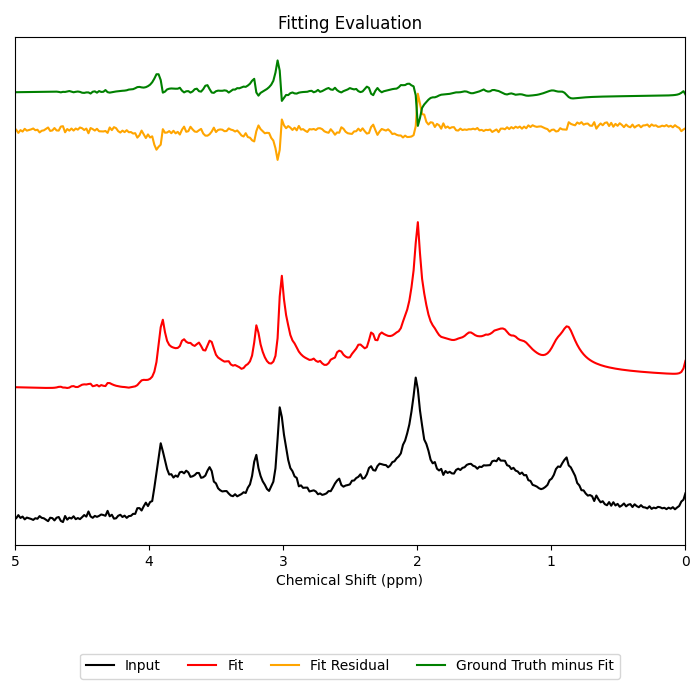 Fitting Evaluation
5 4 3 2 1 0
Chemical Shift (ppm)
Input Fit Fit Residual Ground Truth minus Fit